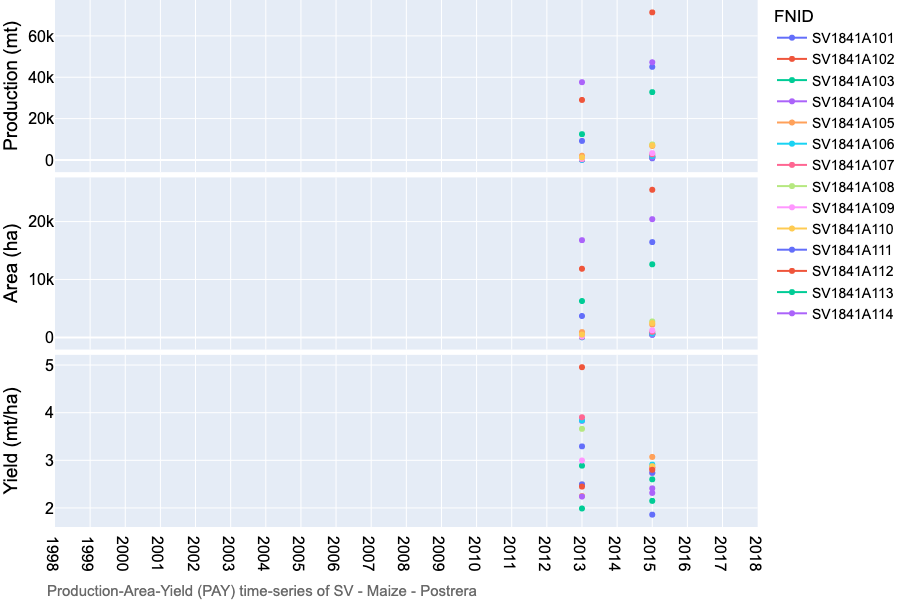 Production (mt)
60k
40k
20k
0
Area (ha)
20k
10k
0
Yield (mt/ha)
5
4
3
2
1998
1999
2000
2001
2002
2003
2004
2005
2006
2007
2008
2009
2010
2011
2012
2013
2014
2015
2016
2017
2018
FNID
SV1841A101
SV1841A102
SV1841A103
SV1841A104
SV1841A105
SV1841A106
SV1841A107
SV1841A108
SV1841A109
SV1841A110
SV1841A111
SV1841A112
SV1841A113
SV1841A114
Production-Area-Yield (PAY) time-series of SV - Maize - Postrera